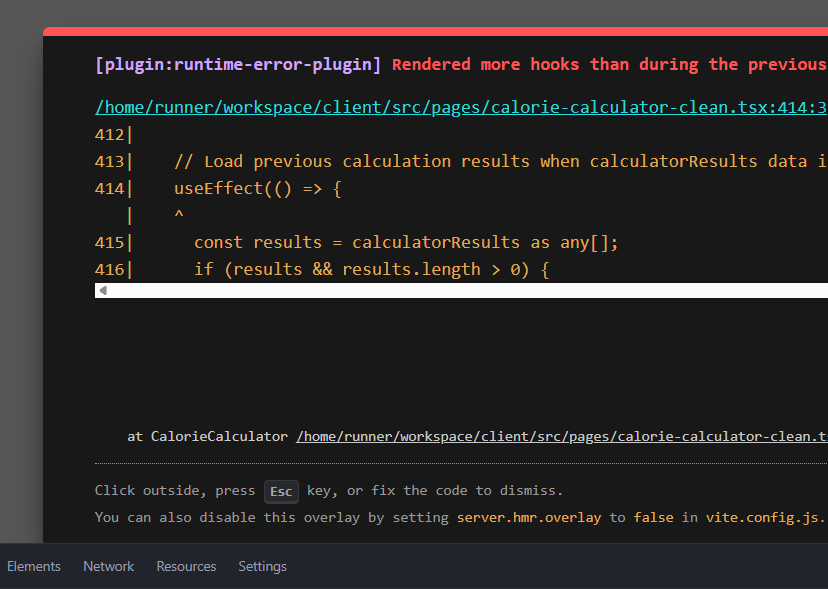 [plugin:runtime-error-plugin] Rendered more hooks than during the previous
/home/runner/workspace/client/src/pages/calorie-calculator-clean.tsx:414:3
412|
413|    // Load previous calculation results when calculatorResults data i
414|    useEffect(() => {
   |    ^
415|      const results = calculatorResults as any[];
416|      if (results && results.length > 0) {
at CalorieCalculator /home/runner/workspace/client/src/pages/calorie-calculator-clean.t
Click outside, press Esc key, or fix the code to dismiss.
You can also disable this overlay by setting server.hmr.overlay to false in vite.config.js.
Elements Network Resources Settings